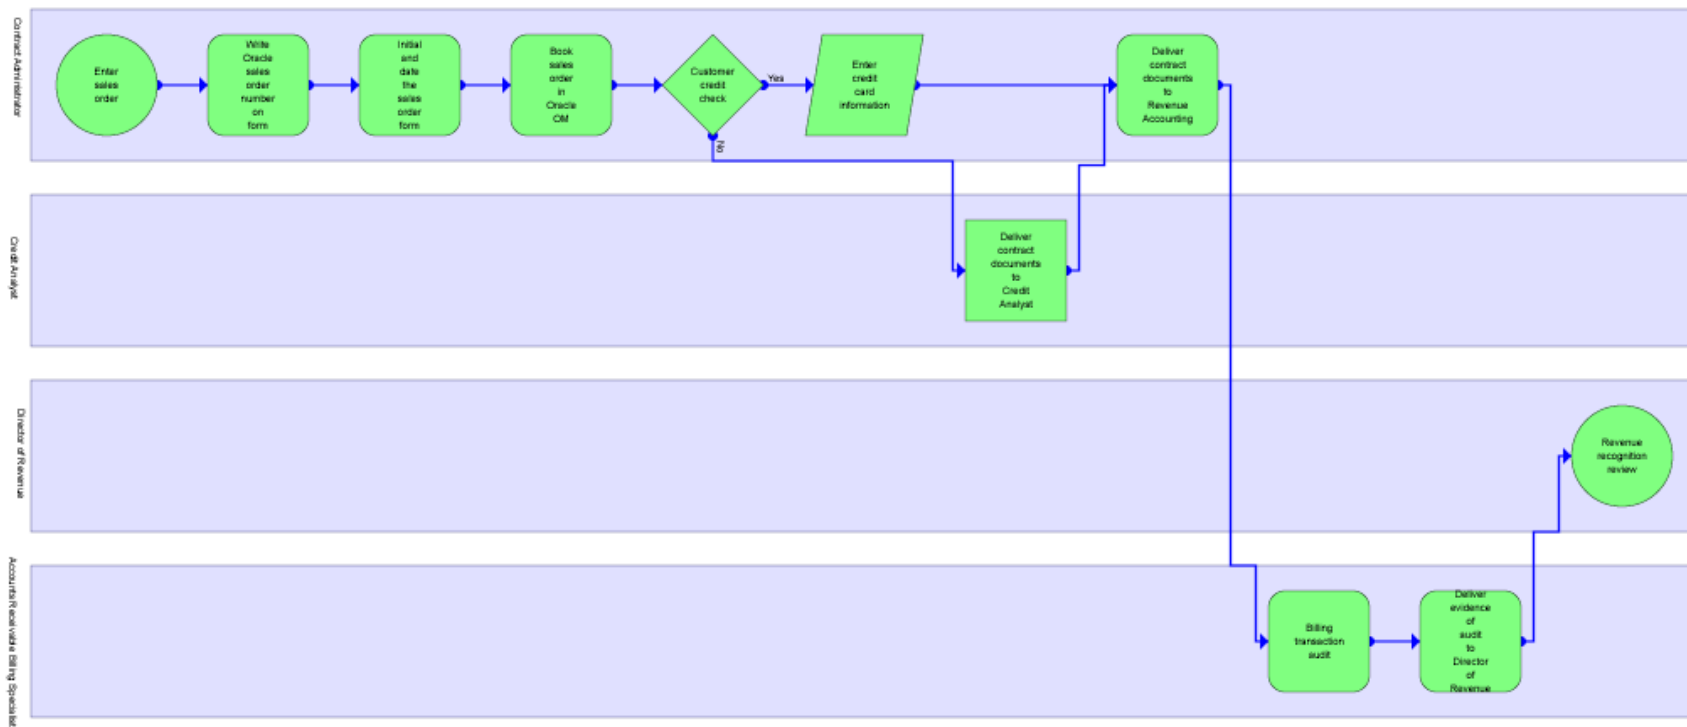 Contract Administrator
Enter
sales
order
Write
Oracle
sales
order
number
on
form
Initial
and
date
the
sales
order
form
Book
sales
order
in
Oracle
OM
Customer
credit
check
Yes
No
Enter
credit
card
information
Deliver
contract
documents
to
Revenue
Accounting
Credit Analyst
Deliver
contract
documents
to
Credit
Analyst
Director of Revenue
Revenue
recognition
review
Accounts Receivable Billing Specialist
Billing
transaction
audit
Deliver
evidence
of
audit
to
Director
of
Revenue